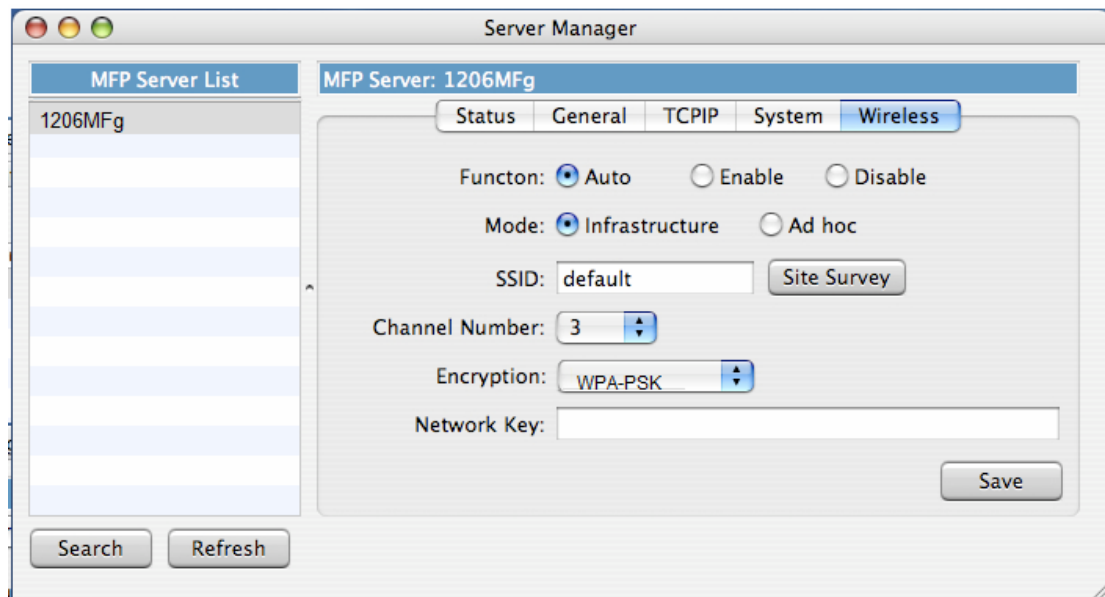 Server Manager
MFP Server List
MFP Server: 1206MFg
1206MFg
Status General TCPIP System Wireless
Functon: Auto Enable Disable
Mode: Infrastructure Ad hoc
SSID: default Site Survey
Channel Number: 3
Encryption: WPA-PSK
Network Key:
Save
Search Refresh